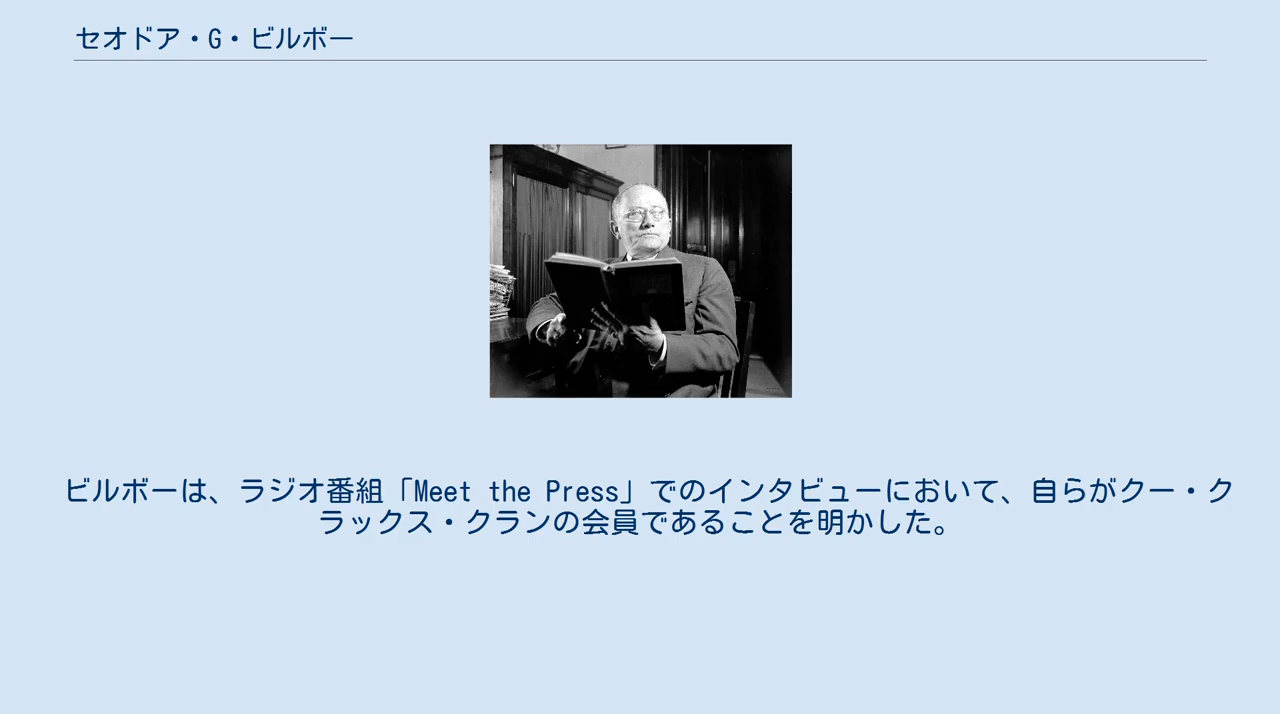 セオドア・G・ビルボー
ビルボーは、ラジオ番組「Meet the Press」でのインタビューにおいて、自らがクー・ク
ラックス・クランの会員であることを明かした。